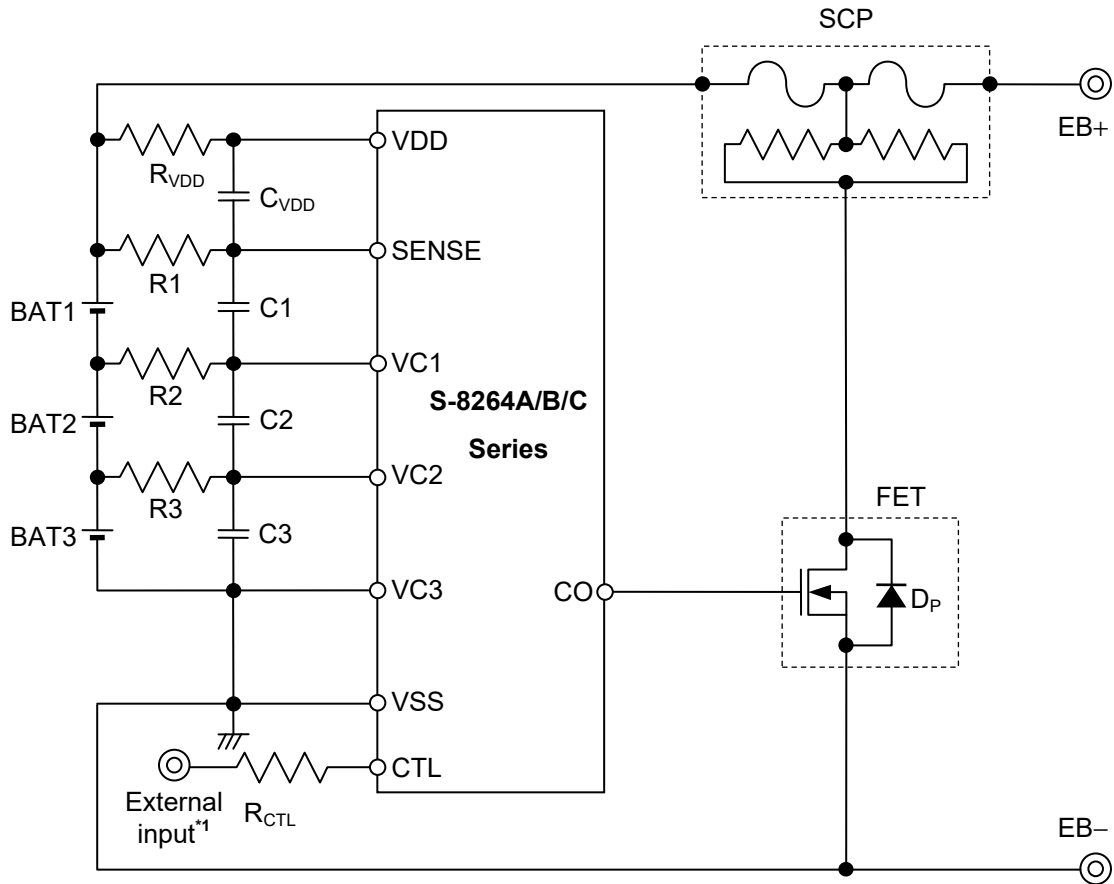 SCP
EB+
VDD
RVDD
CVDD
SENSE
R1
BAT1
C1
VC1
R2
S-8264A/B/C
Series
BAT2
C2
VC2
R3
FET
BAT3
C3
VC3
CO
DP
VSS
CTL
External
input*1
RCTL
EB−